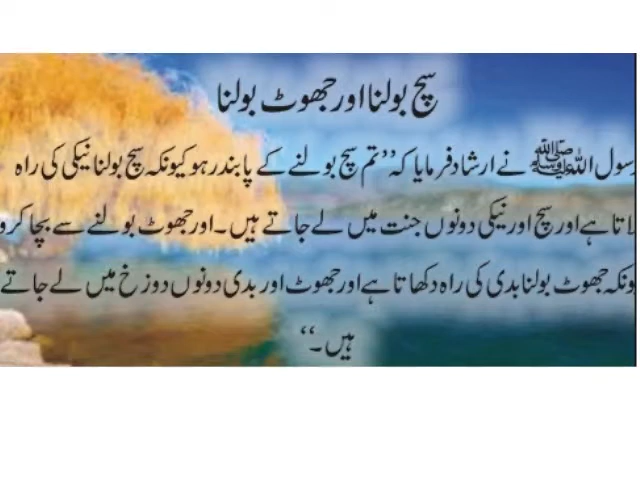 سچ بولنا اور جھوٹ بولنا
رسول اللہ ﷺ نے ارشاد فرمایا کہ ’’تم سچ بولنے کے پابند رہو کیونکہ سچ بولنا نیکی کی راہ
لاتا ہے اور سچ اور نیکی دونوں جنت میں لے جاتے ہیں۔ اور جھوٹ بولنے سے بچا کرو
ونکہ جھوٹ بولنا بدی کی راہ دکھاتا ہے اور جھوٹ اور بدی دونوں دوزخ میں لے جاتے
ہیں۔‘‘